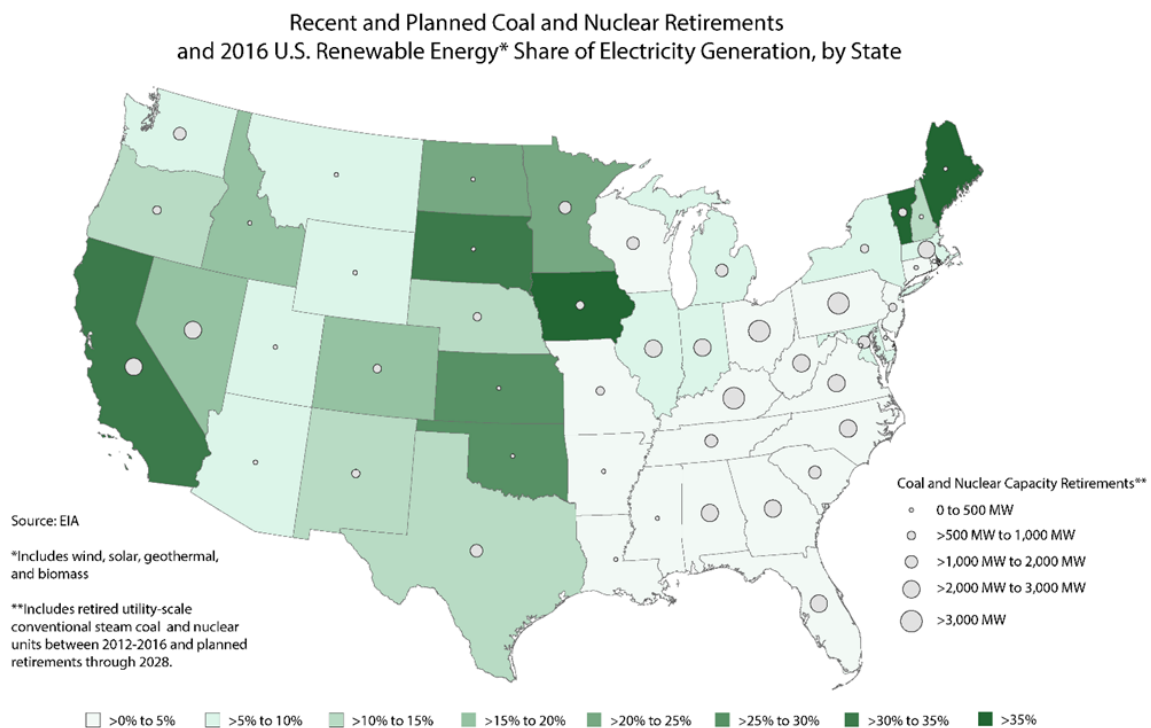 Recent and Planned Coal and Nuclear Retirements
and 2016 U.S. Renewable Energy* Share of Electricity Generation, by State
Coal and Nuclear Capacity Retirements**
0 to 500 MW
>500 MW to 1,000 MW
>1,000 MW to 2,000 MW
>2,000 MW to 3,000 MW
>3,000 MW
Source: EIA
*Includes wind, solar, geothermal,
and biomass
**Includes retired utility-scale
conventional steam coal and nuclear
units between 2012-2016 and planned
retirements through 2028.
>0% to 5%
>5% to 10%
>10% to 15%
>15% to 20%
>20% to 25%
>25% to 30%
>30% to 35%
>35%